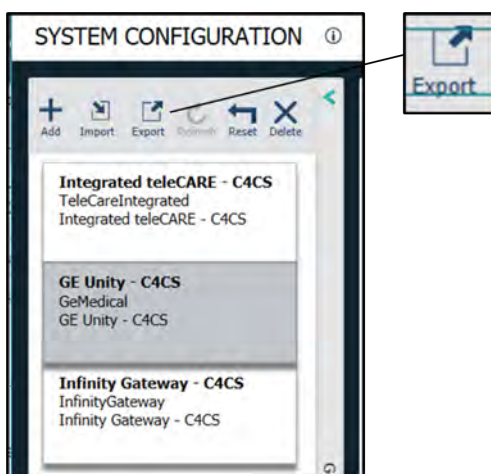 SYSTEM CONFIGURATION
Export
Add Import Export Refresh Reset Delete
Integrated teleCARE - C4CS
TeleCareIntegrated
Integrated teleCARE - C4CS
GE Unity - C4CS
GeMedical
GE Unity - C4CS
Infinity Gateway - C4CS
InfinityGateway
Infinity Gateway - C4CS
G